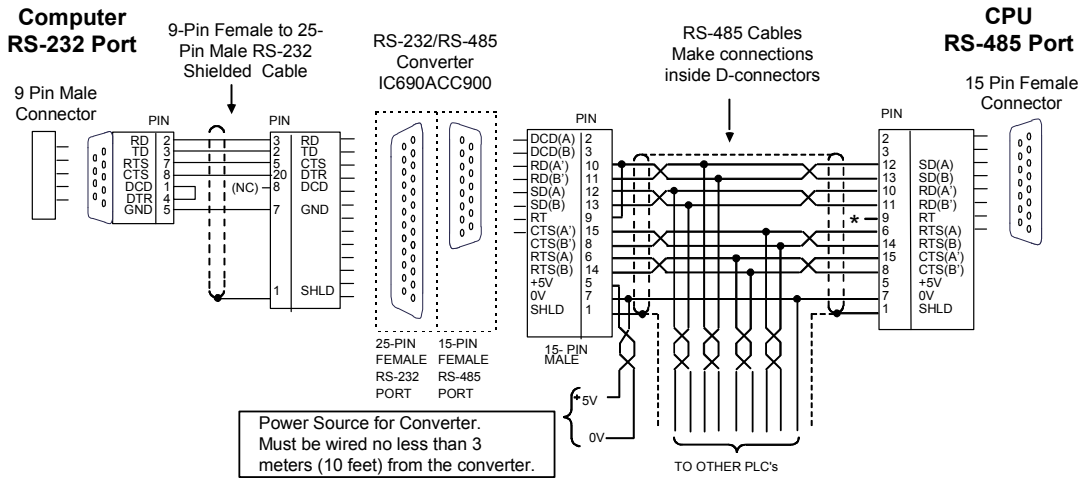 Computer
RS-232 Port
9-Pin Female to 25-
Pin Male RS-232
Shielded Cable
RS-232/RS-485
Converter
IC690ACC900
RS-485 Cables
Make connections
inside D-connectors
CPU
RS-485 Port
9 Pin Male
Connector
15 Pin Female
Connector
PIN
RD 2
TD 3
RTS 7
CTS 8
DCD 1
DTR 4
GND 5
PIN
3 RD
2 TD
5 CTS
20 DTR
(NC) 8 DCD
7 GND
1 SHLD
25-PIN
FEMALE
RS-232
PORT
15-PIN
FEMALE
RS-485
PORT
PIN
DCD(A) 2
DCD(B) 3
RD(A') 10
RD(B') 11
SD(A) 12
SD(B) 13
RT 9
CTS(A') 15
CTS(B') 8
RTS(A) 6
RTS(B) 14
+5V 5
0V 7
SHLD 1
15- PIN
MALE
PIN
2
3
12 SD(A)
13 SD(B)
10 RD(A')
11 RD(B')
* 9 RT
6 RTS(A)
14 RTS(B)
15 CTS(A')
8 CTS(B')
5 +5V
7 0V
1 SHLD
+5V
0V
Power Source for Converter.
Must be wired no less than 3
meters (10 feet) from the converter.
TO OTHER PLC's